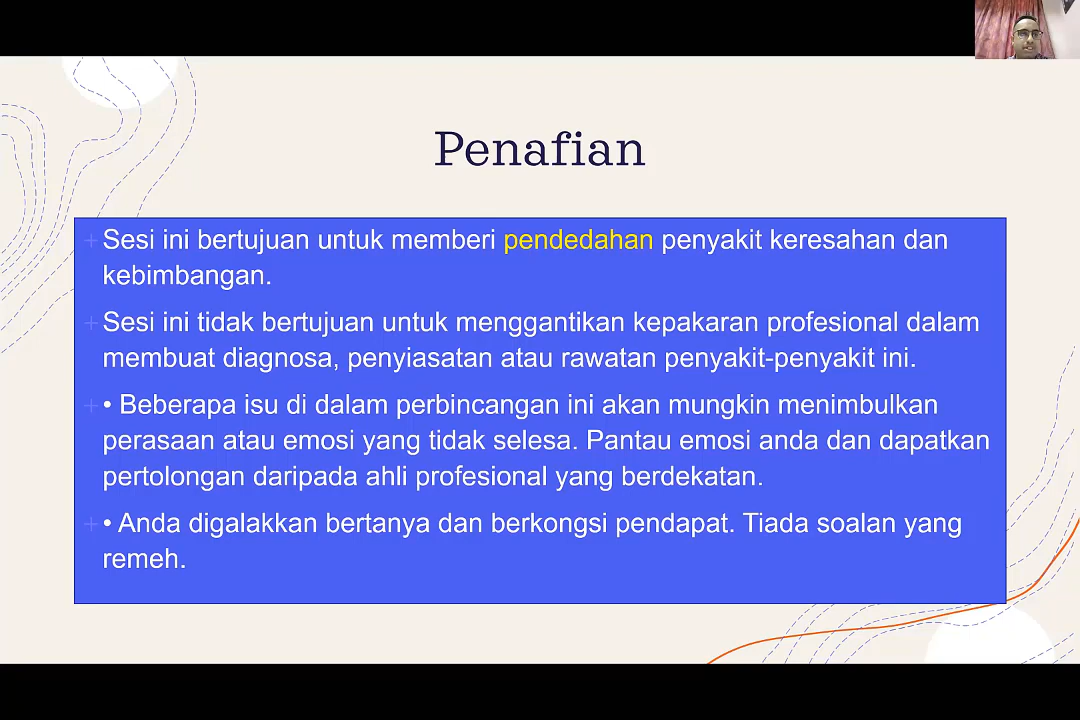 Penafian
+ Sesi ini bertujuan untuk memberi pendedahan penyakit keresahan dan
kebimbangan.
+ Sesi ini tidak bertujuan untuk menggantikan kepakaran profesional dalam
membuat diagnosa, penyiasatan atau rawatan penyakit-penyakit ini.
+ • Beberapa isu di dalam perbincangan ini akan mungkin menimbulkan
perasaan atau emosi yang tidak selesa. Pantau emosi anda dan dapatkan
pertolongan daripada ahli profesional yang berdekatan.
+ • Anda digalakkan bertanya dan berkongsi pendapat. Tiada soalan yang
remeh.